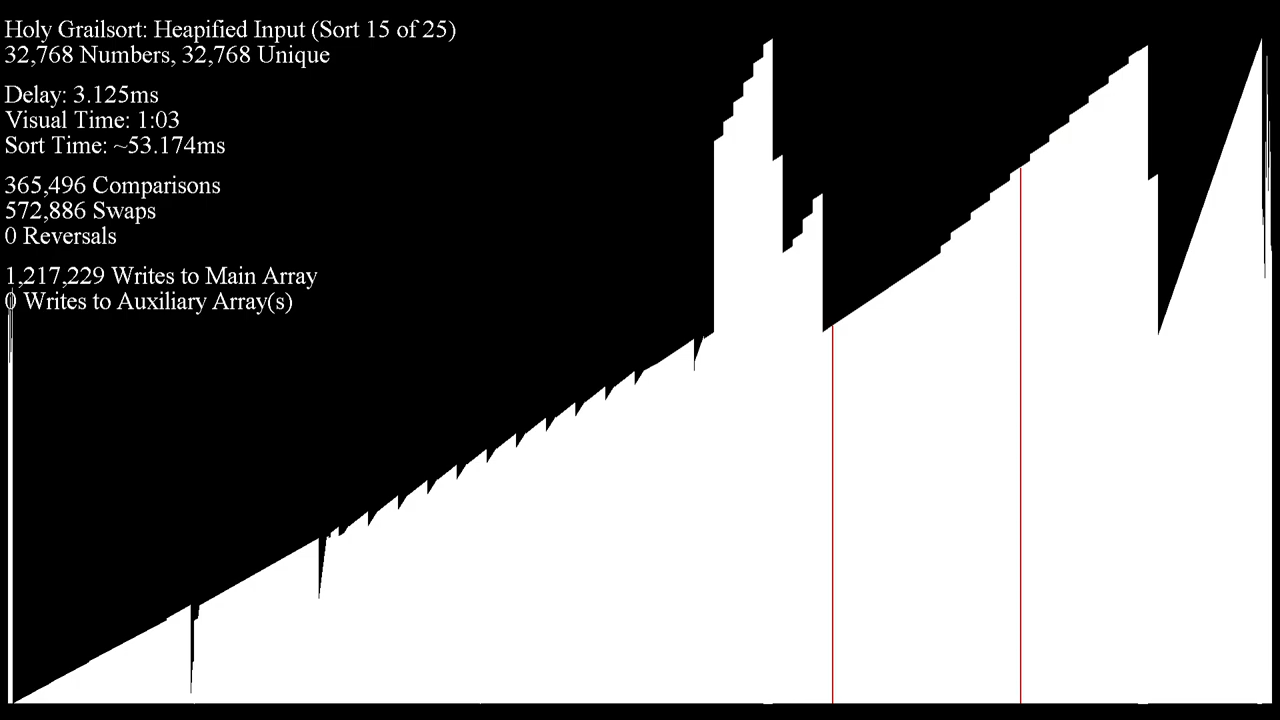 Holy Grailsort: Heapified Input (Sort 15 of 25)
32,768 Numbers, 32,768 Unique
Delay: 3.125ms
Visual Time: 1:03
Sort Time: ~53.174ms
365,496 Comparisons
572,886 Swaps
0 Reversals
1,217,229 Writes to Main Array
0 Writes to Auxiliary Array(s)